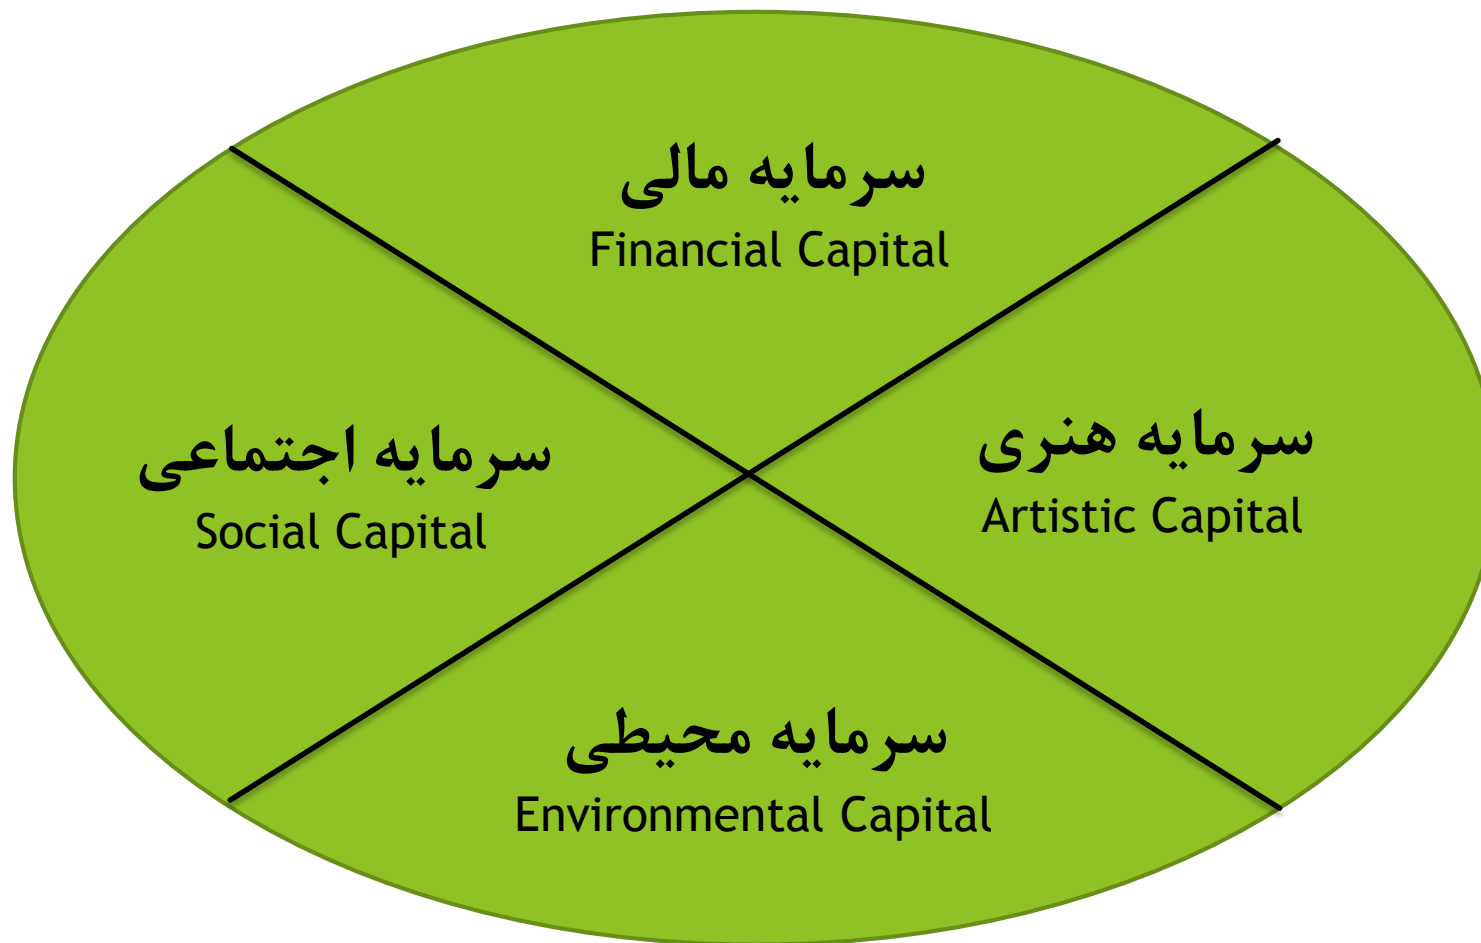 سرمایه مالی
Financial Capital
سرمایه هنری
Artistic Capital
سرمایه اجتماعی
Social Capital
سرمایه محیطی
Environmental Capital